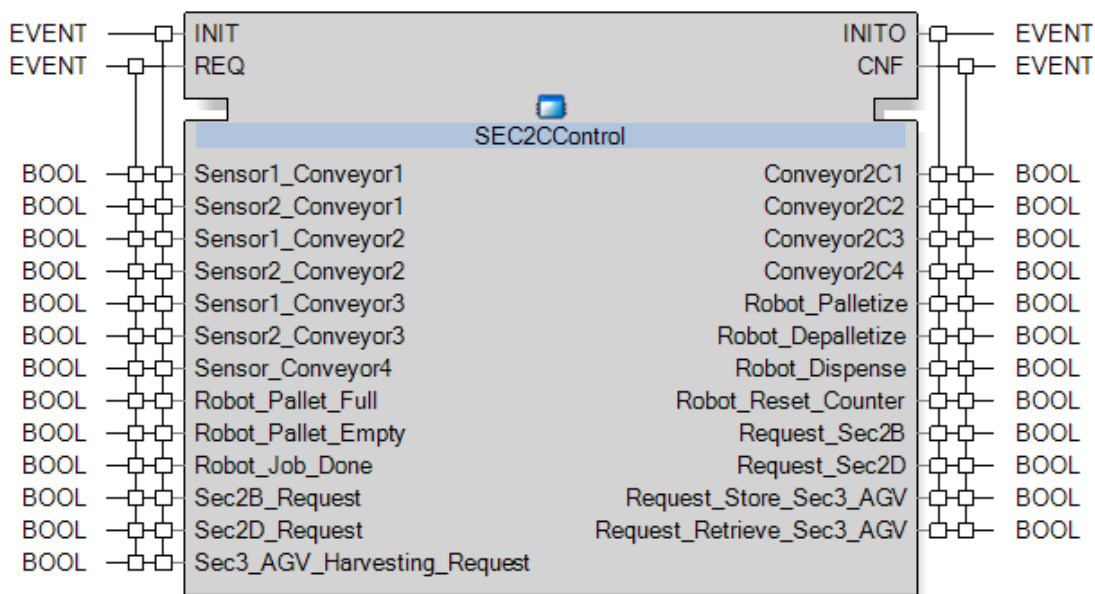 EVENT INIT INITO EVENT
EVENT REQ CNF EVENT
SEC2CControl
BOOL Sensor1_Conveyor1 Conveyor2C1 BOOL
BOOL Sensor2_Conveyor1 Conveyor2C2 BOOL
BOOL Sensor1_Conveyor2 Conveyor2C3 BOOL
BOOL Sensor2_Conveyor2 Conveyor2C4 BOOL
BOOL Sensor1_Conveyor3 Robot_Palletize BOOL
BOOL Sensor2_Conveyor3 Robot_Depalletize BOOL
BOOL Sensor_Conveyor4 Robot_Dispense BOOL
BOOL Robot_Pallet_Full Robot_Reset_Counter BOOL
BOOL Robot_Pallet_Empty Request_Sec2B BOOL
BOOL Robot_Job_Done Request_Sec2D BOOL
BOOL Sec2B_Request Request_Store_Sec3_AGV BOOL
BOOL Sec2D_Request Request_Retrieve_Sec3_AGV BOOL
BOOL Sec3_AGV_Harvesting_Request